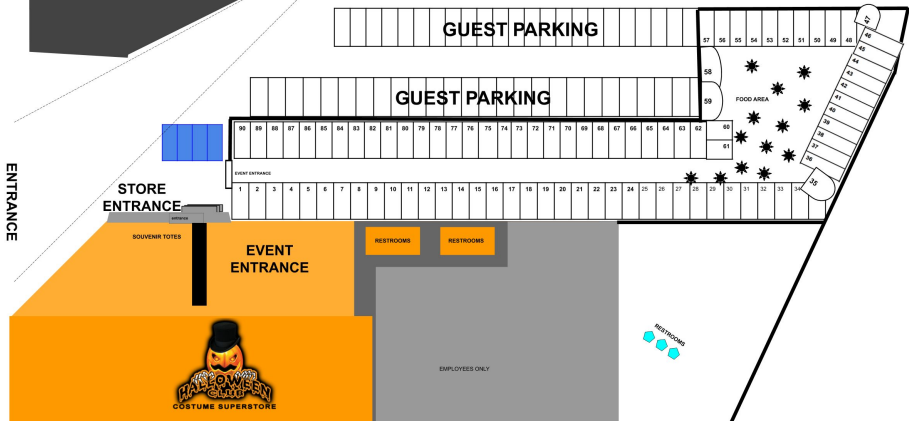 GUEST PARKING
47
46
45
44
43
42
41
40
39
38
37
36
35
57 56 55 54 53 52 51 50 49 48
58
59
FOOD AREA
GUEST PARKING
90 89 88 87 86 85 84 83 82 81 80 79 78 77 76 75 74 73 72 71 70 69 68 67 66 65 64 63 62
60
61
EVENT ENTRANCE
1 2 3 4 5 6 7 8 9 10 11 12 13 14 15 16 17 18 19 20 21 22 23 24 25 26 27 28 29 30 31 32 33 34
ENTRANCE
STORE
ENTRANCE
entrance
SOUVENIR TOTES
EVENT
ENTRANCE
RESTROOMS
RESTROOMS
RESTROOMS
EMPLOYEES ONLY
HALLOWEEN
CLUB
COSTUME SUPERSTORE